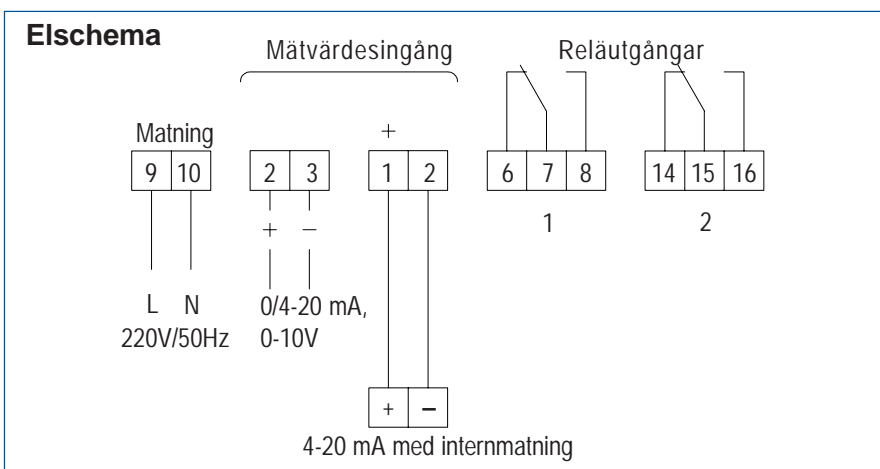 Elschema
Mätvärdesingång
Reläutgångar
Matning
+
9 10
2 3
1 2
6 7 8
14 15 16
+ −
1
2
L N
220V/50Hz
0/4-20 mA,
0-10V
+ −
4-20 mA med internmatning